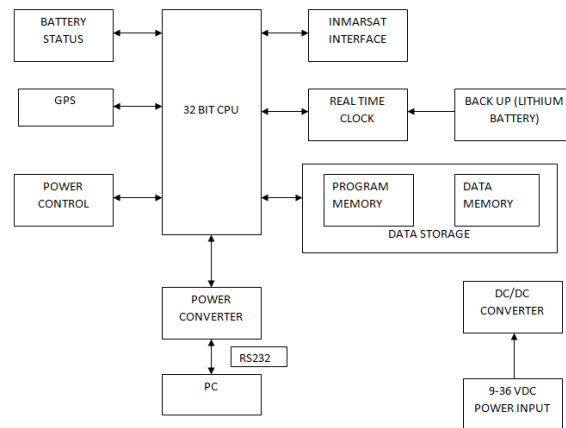 BATTERY
STATUS
INMARSAT
INTERFACE
GPS
32 BIT CPU
REAL TIME
CLOCK
BACK UP (LITHIUM
BATTERY)
POWER
CONTROL
PROGRAM
MEMORY
DATA
MEMORY
DATA STORAGE
POWER
CONVERTER
DC/DC
CONVERTER
RS232
PC
9-36 VDC
POWER INPUT